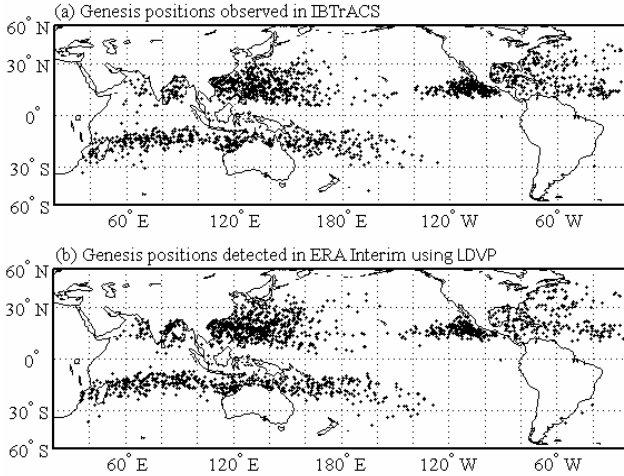 (a) Genesis positions observed in IBTrACS
60° N
30° N
0°
30° S
60° S
60° E
120° E
180° W
120° W
60° W
(b) Genesis positions detected in ERA Interim using LDVP
60° N
30° N
0°
30° S
60° S
60° E
120° E
180° W
120° W
60° W